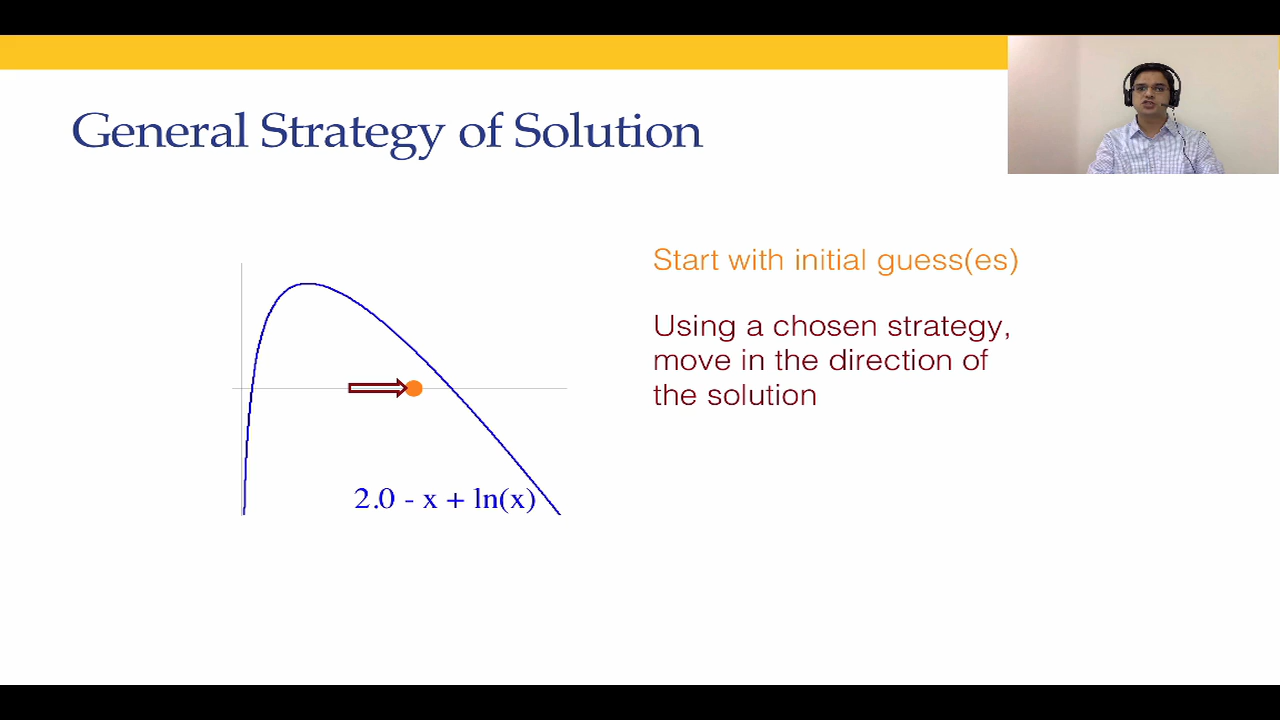 General Strategy of Solution
Start with initial guess(es)
Using a chosen strategy,
move in the direction of
the solution
2.0 - x + ln(x)